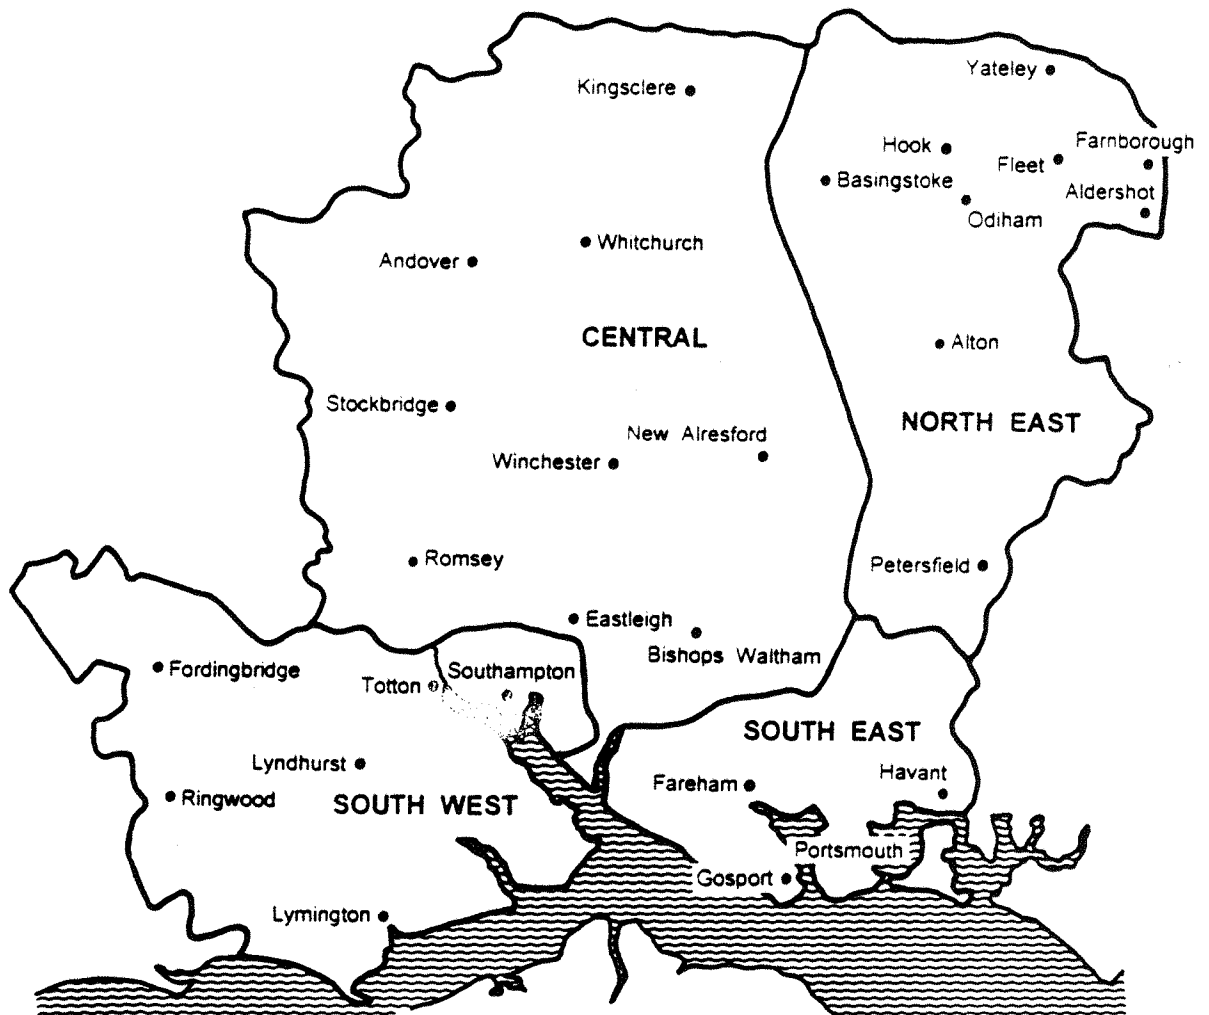 Yateley
Kingsclere
Farnborough
Hook
Fleet
Basingstoke
Aldershot
Odiham
Whitchurch
Andover
CENTRAL
Alton
Stockbridge
NORTH EAST
New Alresford
Winchester
Romsey
Petersfield
Eastleigh
Bishops Waltham
Fordingbridge
Southampton
Totton
SOUTH EAST
Lyndhurst
Havant
Fareham
Ringwood
SOUTH WEST
Portsmouth
Gosport
Lymington